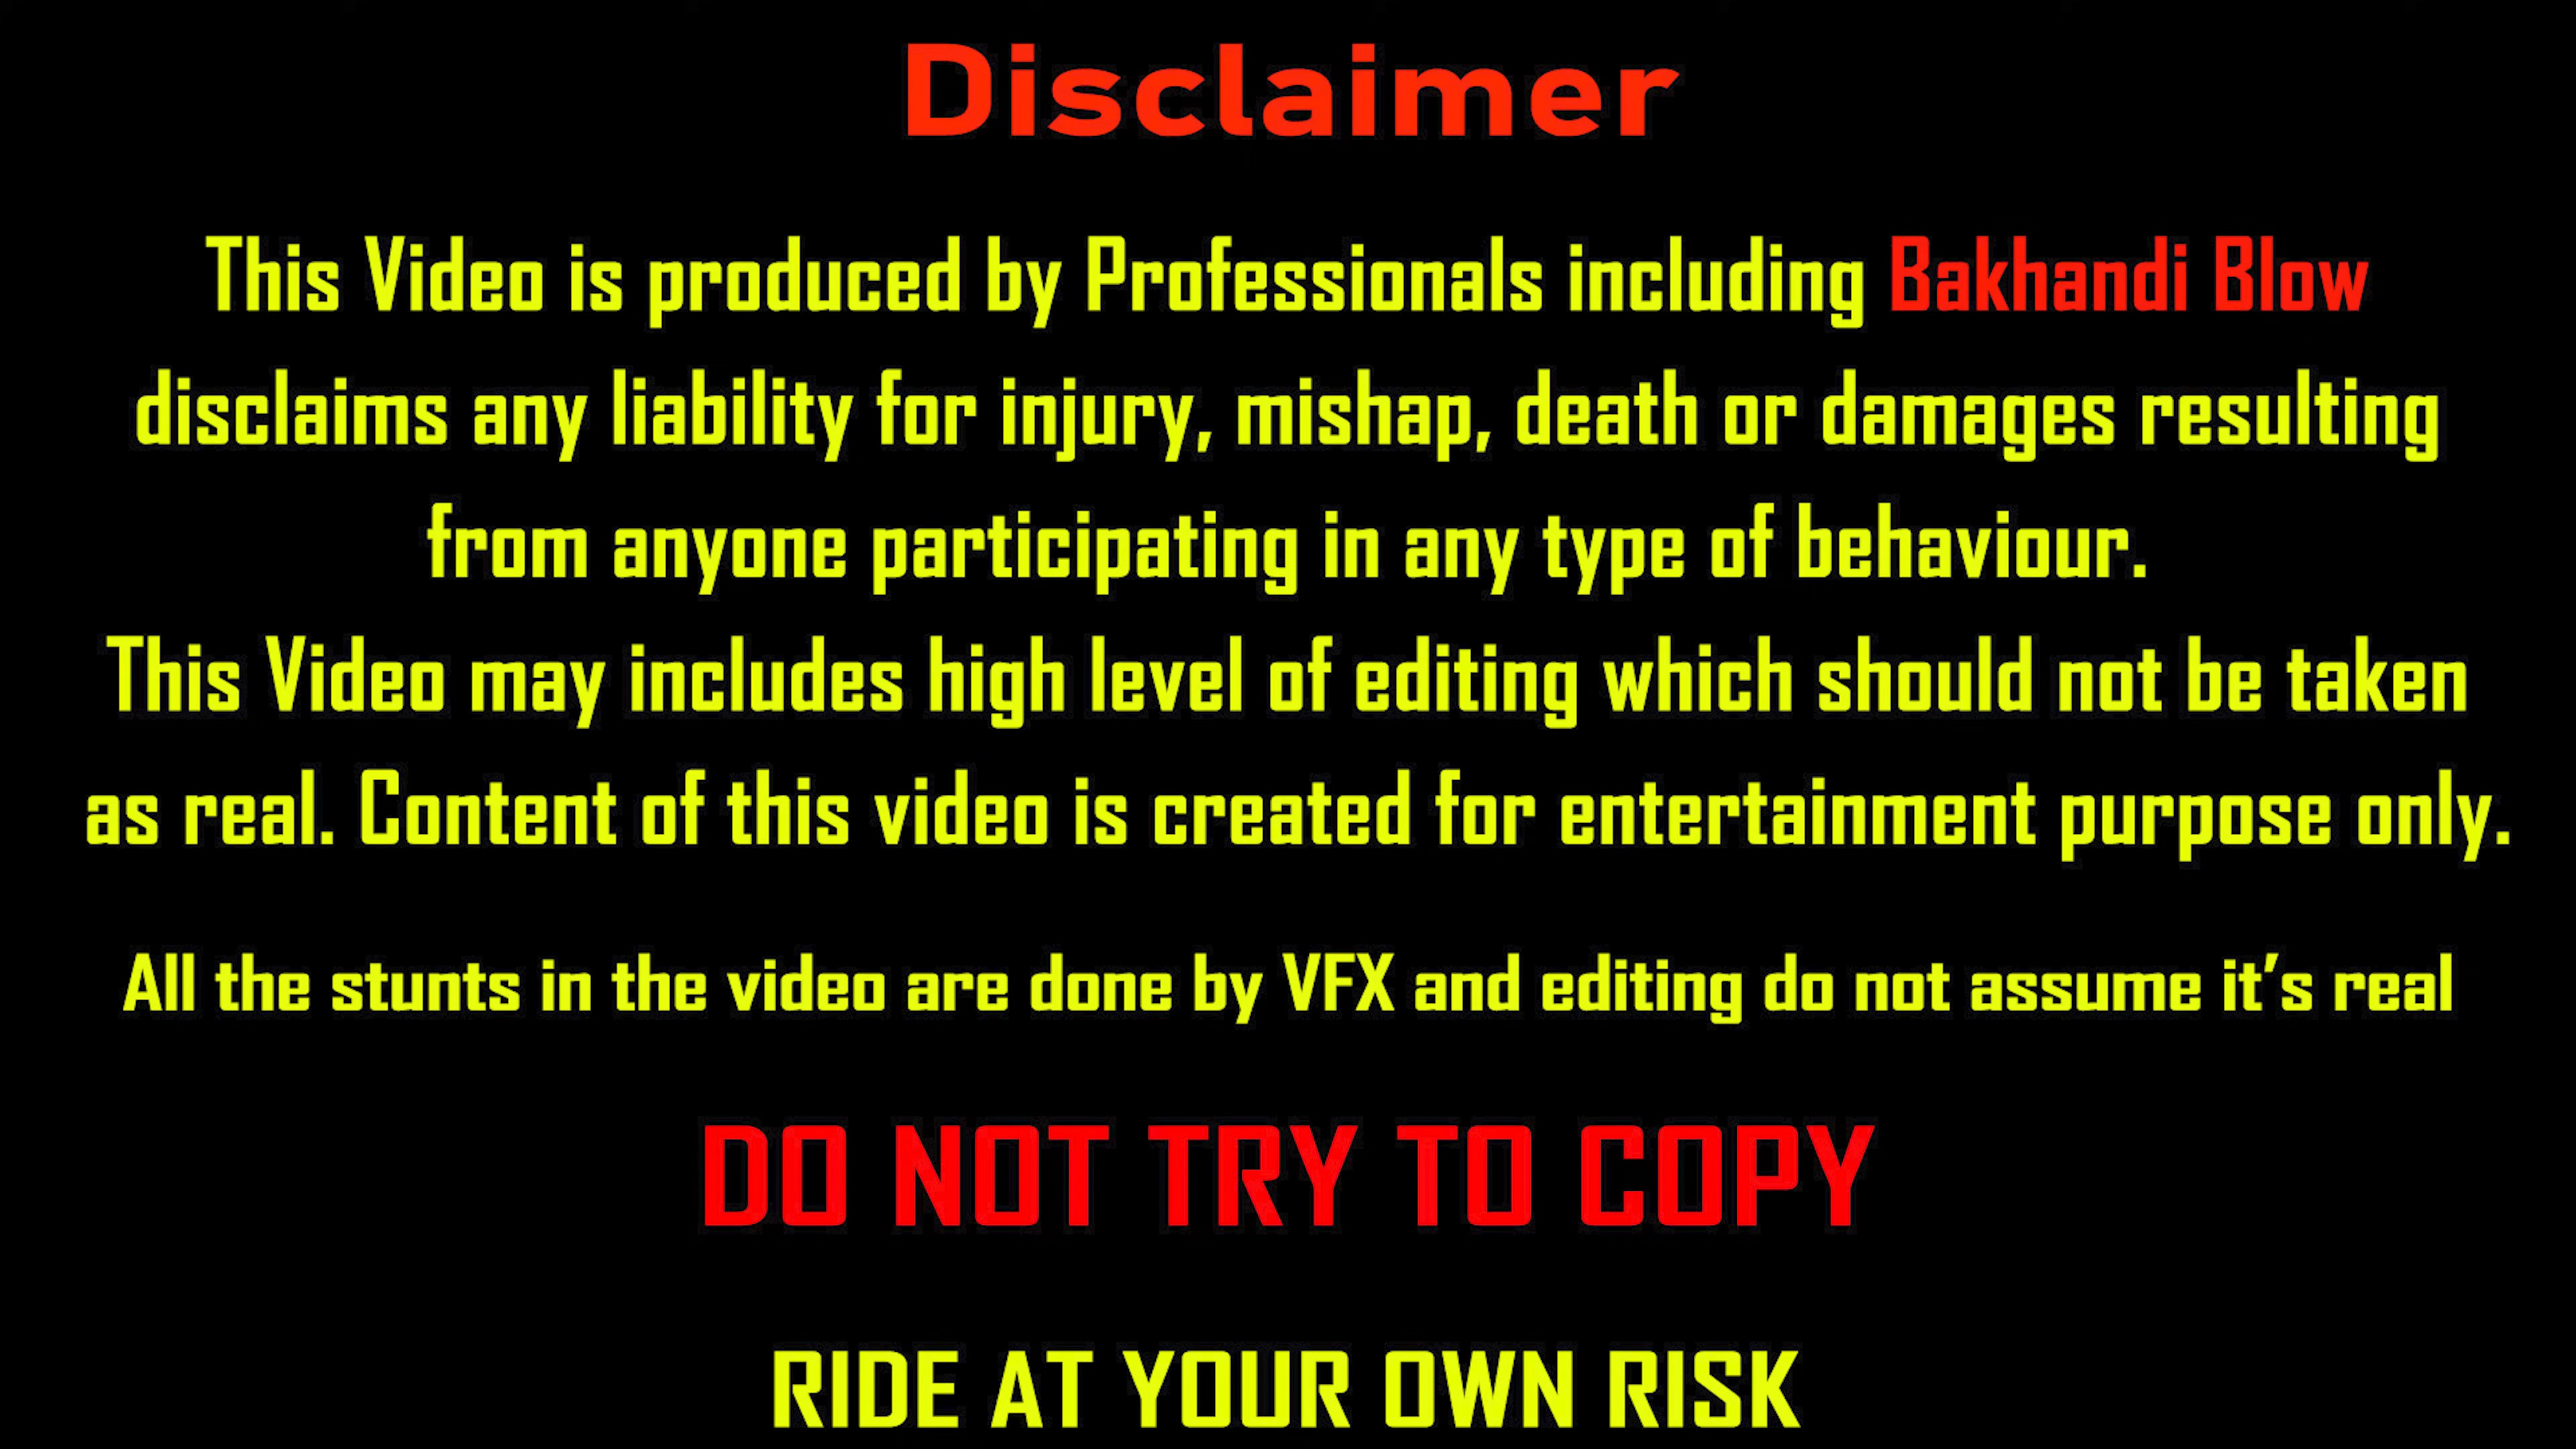 Disclaimer
This Video is produced by Professionals including Bakhandi Blow
disclaims any liability for injury, mishap, death or damages resulting
from anyone participating in any type of behaviour.
This Video may includes high level of editing which should not be taken
as real. Content of this video is created for entertainment purpose only.
All the stunts in the video are done by VFX and editing do not assume it’s real
DO NOT TRY TO COPY
RIDE AT YOUR OWN RISK